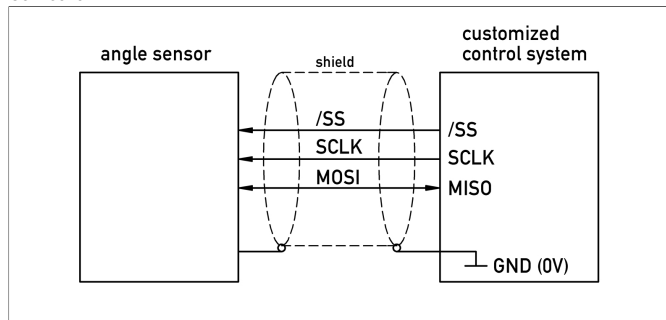 customized
angle sensor
control system
shield
/SS
/SS
SCLK
SCLK
MOSI
MISO
GND (0V)